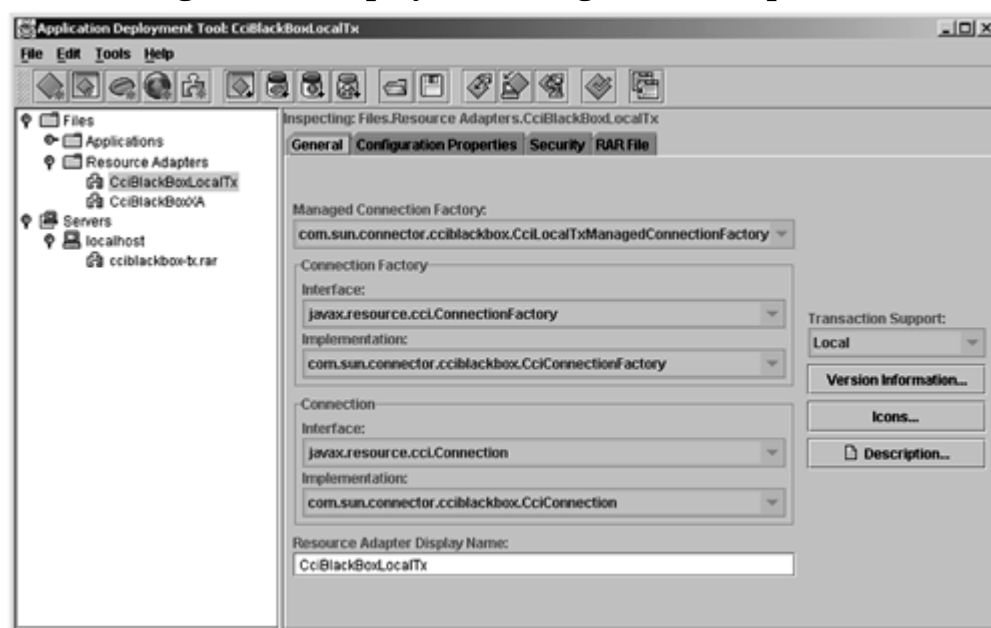 Application Deployment Tool: CciBlackBoxLocalTx
File Edit Tools Help
Files
Applications
Resource Adapters
CciBlackBoxLocalTx
CciBlackBoxXA
Servers
localhost
cciblackbox-tx.rar
Inspecting: Files.Resource Adapters.CciBlackBoxLocalTx
General Configuration Properties Security RAR File
Managed Connection Factory:
com.sun.connector.cciblackbox.CciLocalTxManagedConnectionFactory
Connection Factory
Interface:
javax.resource.cci.ConnectionFactory
Implementation:
com.sun.connector.cciblackbox.CciConnectionFactory
Connection
Interface:
javax.resource.cci.Connection
Implementation:
com.sun.connector.cciblackbox.CciConnection
Resource Adapter Display Name:
CciBlackBoxLocalTx
Transaction Support:
Local
Version Information...
Icons...
Description...